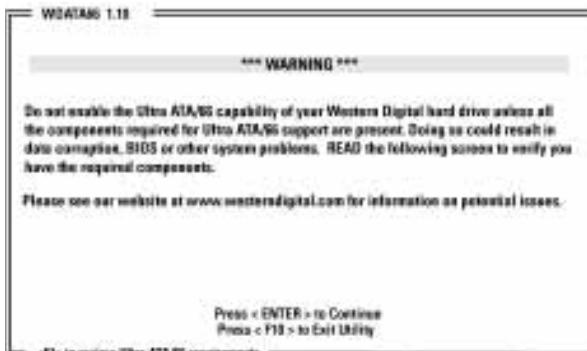 WDATA66 1.10
*** WARNING ***
Do not enable the Ultra ATA/66 capability of your Western Digital hard drive unless all
the components required for Ultra ATA/66 support are present. Doing so could result in
data corruption, BIOS or other system problems. READ the following screen to verify you
have the required components.
Please see our website at www.westerndigital.com for information on potential issues.
Press < ENTER > to Continue
Press < F10 > to Exit Utility